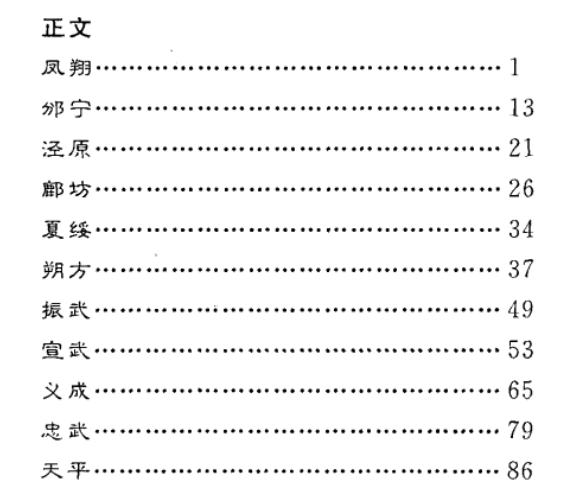 正文
凤翔…………………………………………… 1
邠宁…………………………………………… 13
泾原…………………………………………… 21
鄜坊…………………………………………… 26
夏绥…………………………………………… 34
朔方…………………………………………… 37
振武…………………………………………… 49
宣武…………………………………………… 53
义成…………………………………………… 65
忠武…………………………………………… 79
天平…………………………………………… 86